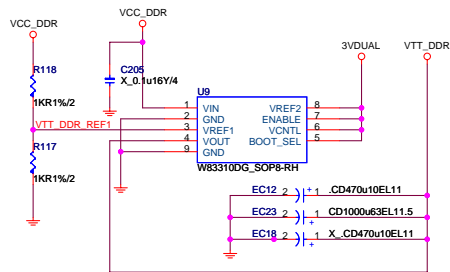 VCC_DDR
VCC_DDR
3VDUAL
VTT_DDR
R118
1KR1%/2
C205
X_0.1u16Y/4
U9
1 VIN VREF2 8
2 GND ENABLE 7
3 VREF1 VCNTL 6
4 VOUT BOOT_SEL 5
9 GND
W83310DG_SOP8-RH
VTT_DDR_REF1
R117
1KR1%/2
EC12 2 + 1 .CD470u10EL11
EC23 2 1 CD1000u63EL11.5
+
EC18 2 1 X_.CD470u10EL11
+